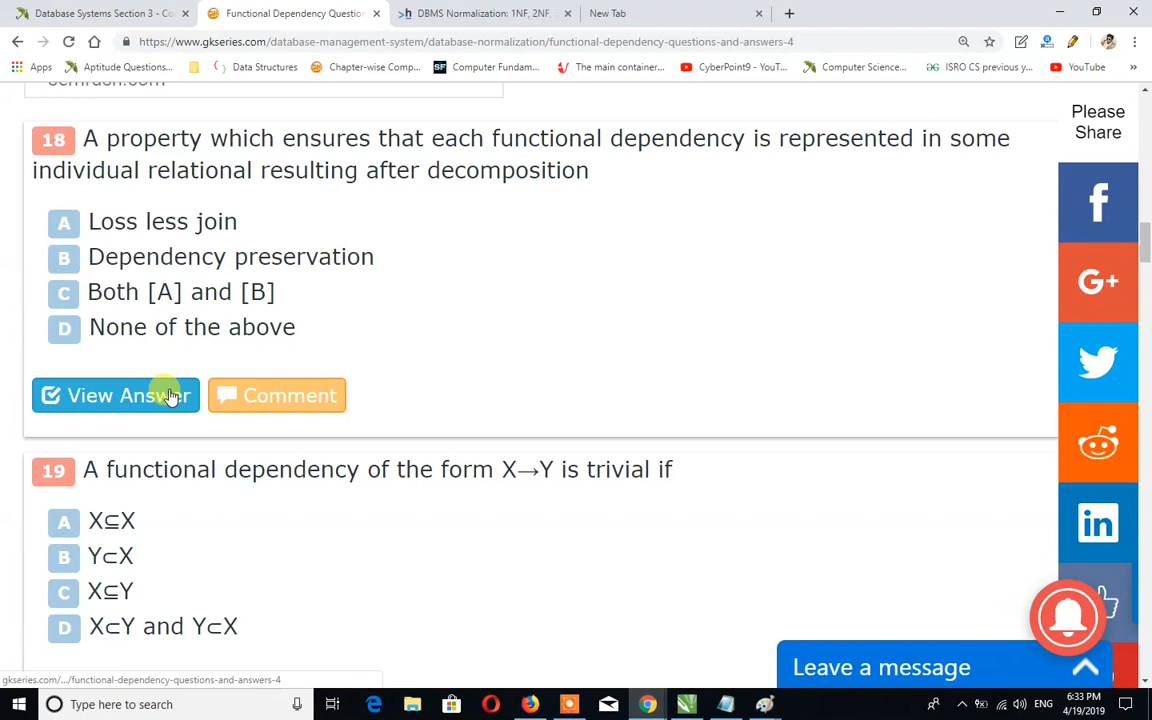 Database Systems Section 3 - Co
Functional Dependency Question
DBMS Normalization: 1NF, 2NF,
New Tab
https://www.gkseries.com/database-management-system/database-normalization/functional-dependency-questions-and-answers-4
Apps
Aptitude Questions...
Data Structures
Chapter-wise Comp...
SF
Computer Fundam...
The main container...
CyberPoint9 - YouT...
Computer Science...
ISRO CS previous y...
YouTube
»
18 A property which ensures that each functional dependency is represented in some
individual relational resulting after decomposition
A Loss less join
B Dependency preservation
C Both [A] and [B]
D None of the above
View Answer
Comment
19 A functional dependency of the form X→Y is trivial if
A X⊆X
B Y⊂X
C X⊆Y
D X⊂Y and Y⊂X
Please
Share
f
G+
in
Leave a message
gkseries.com/.../functional-dependency-questions-and-answers-4
Type here to search
ENG
6:33 PM
4/19/2019